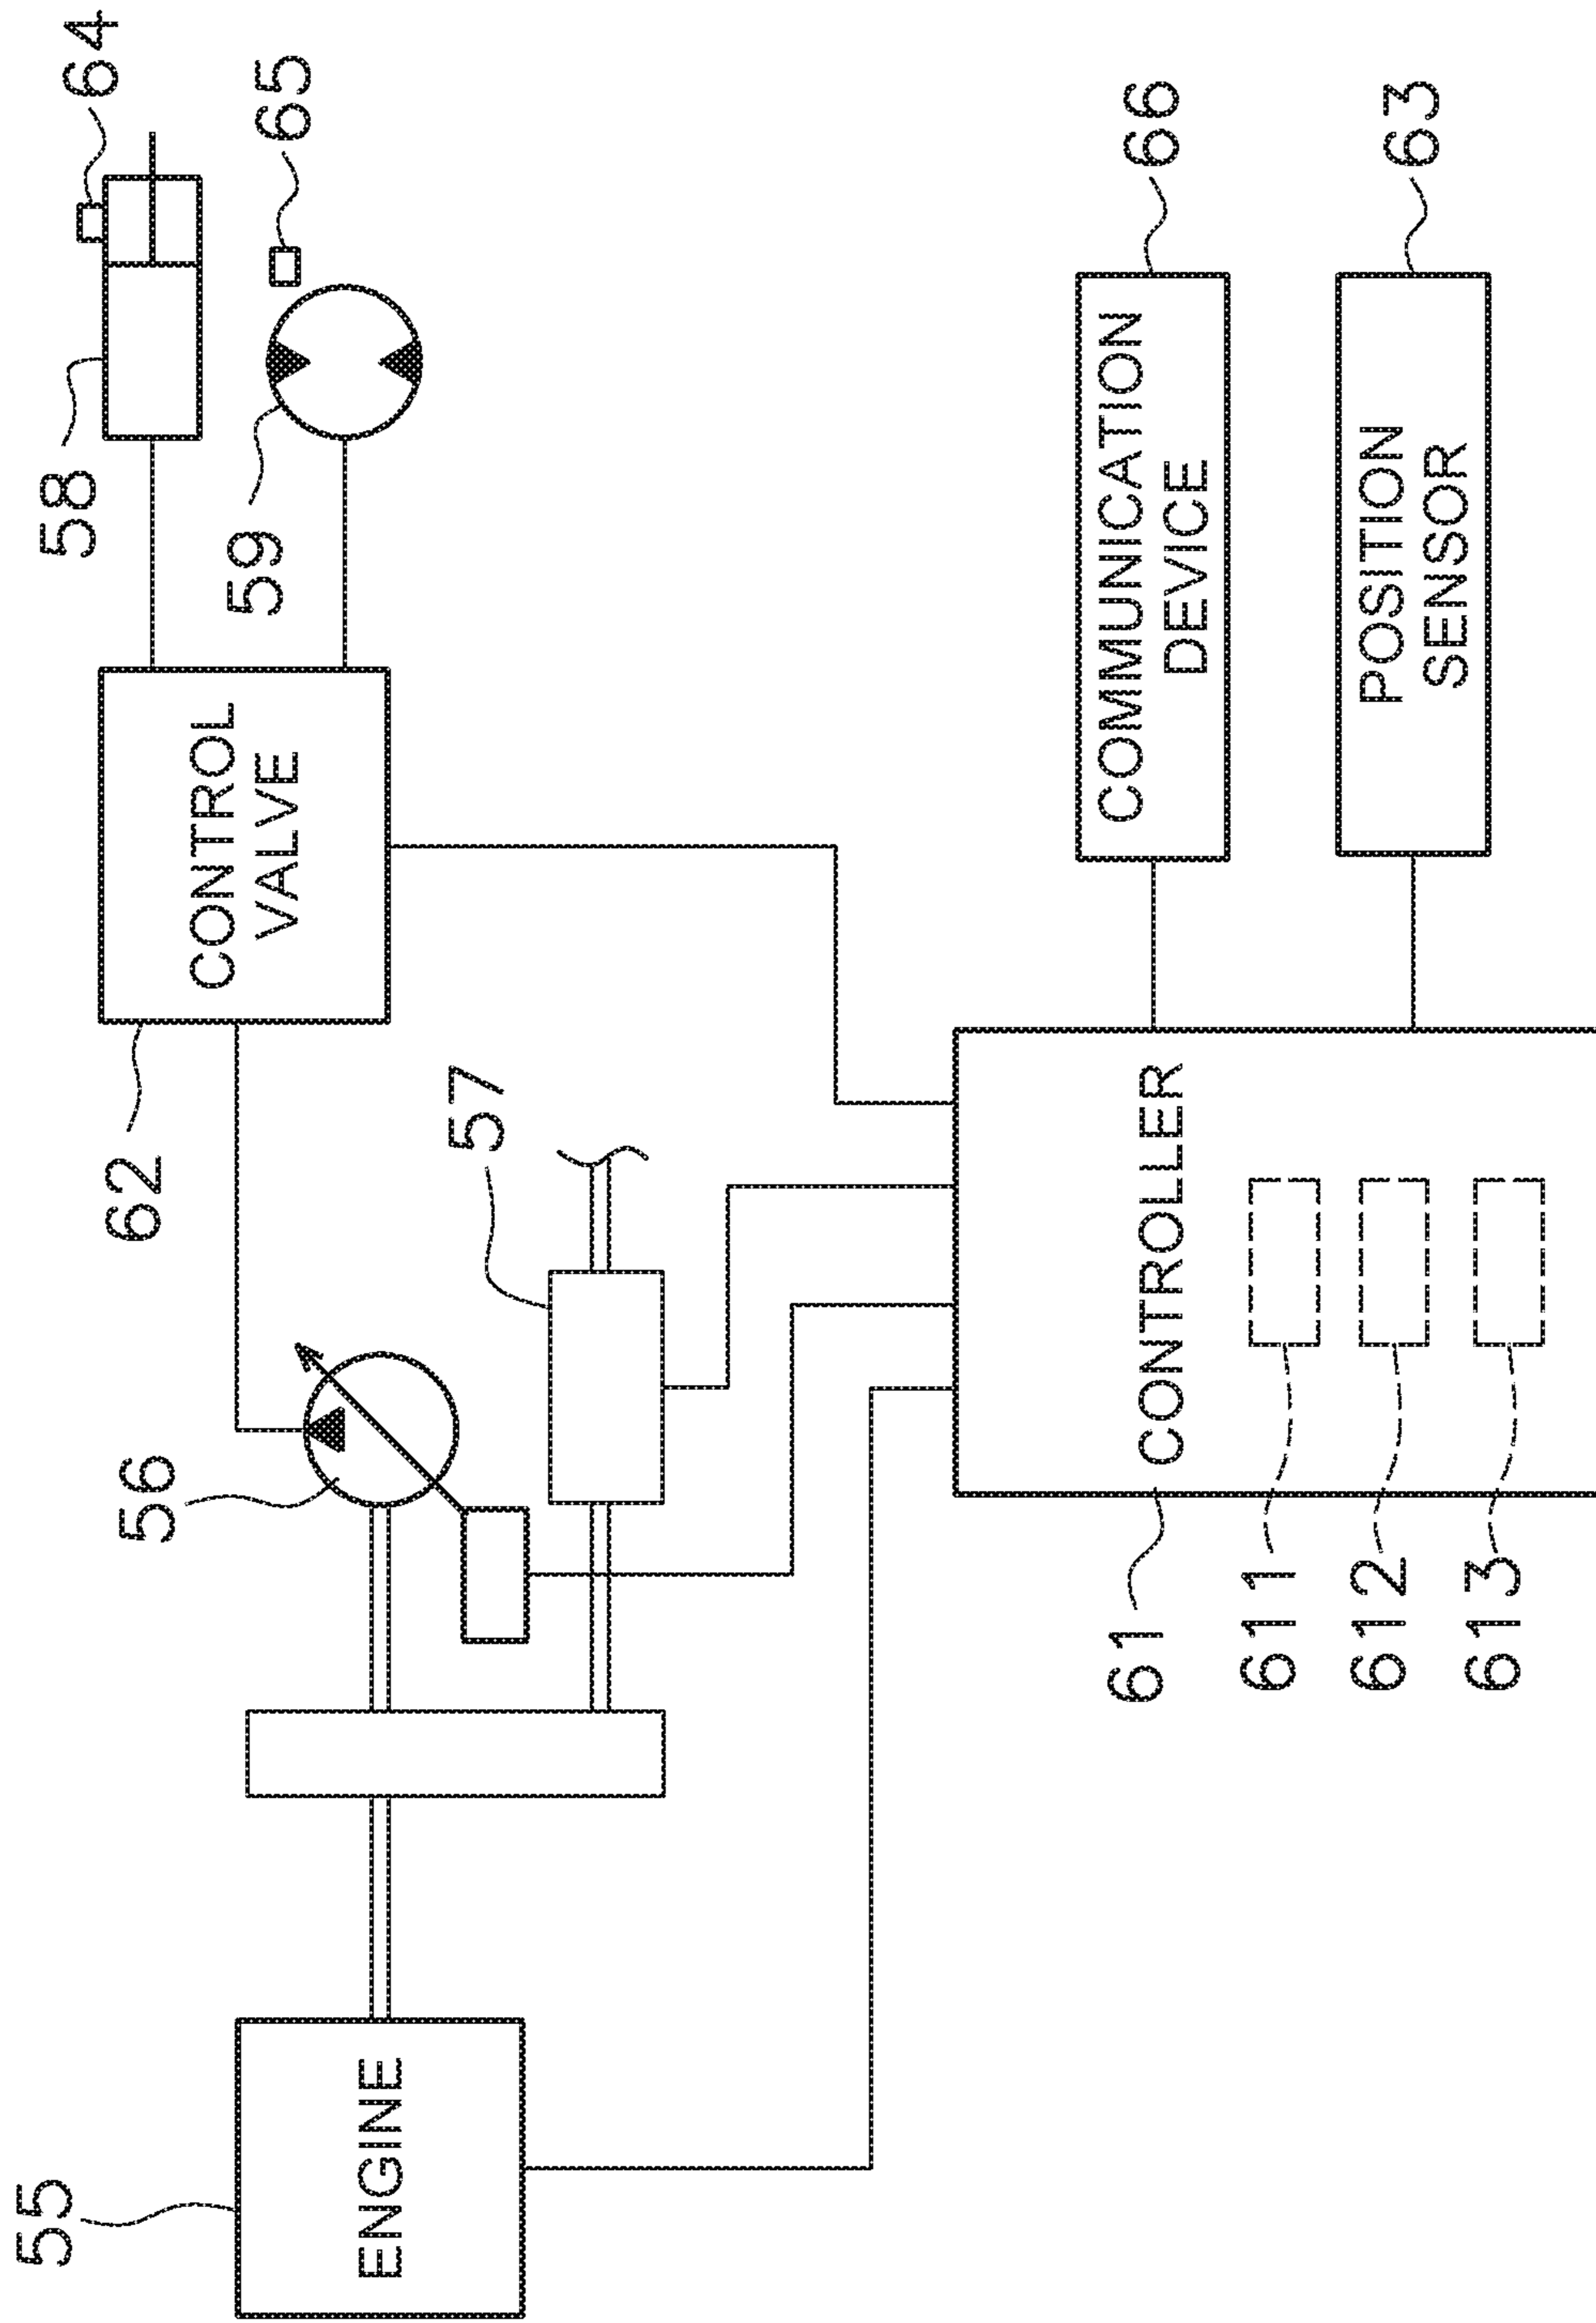 55
58
64
56
62
59
65
CONTROL
VALVE
ENGINE
57
61
CONTROLLER
COMMUNICATION
DEVICE
66
611
612
613
POSITION
SENSOR
63